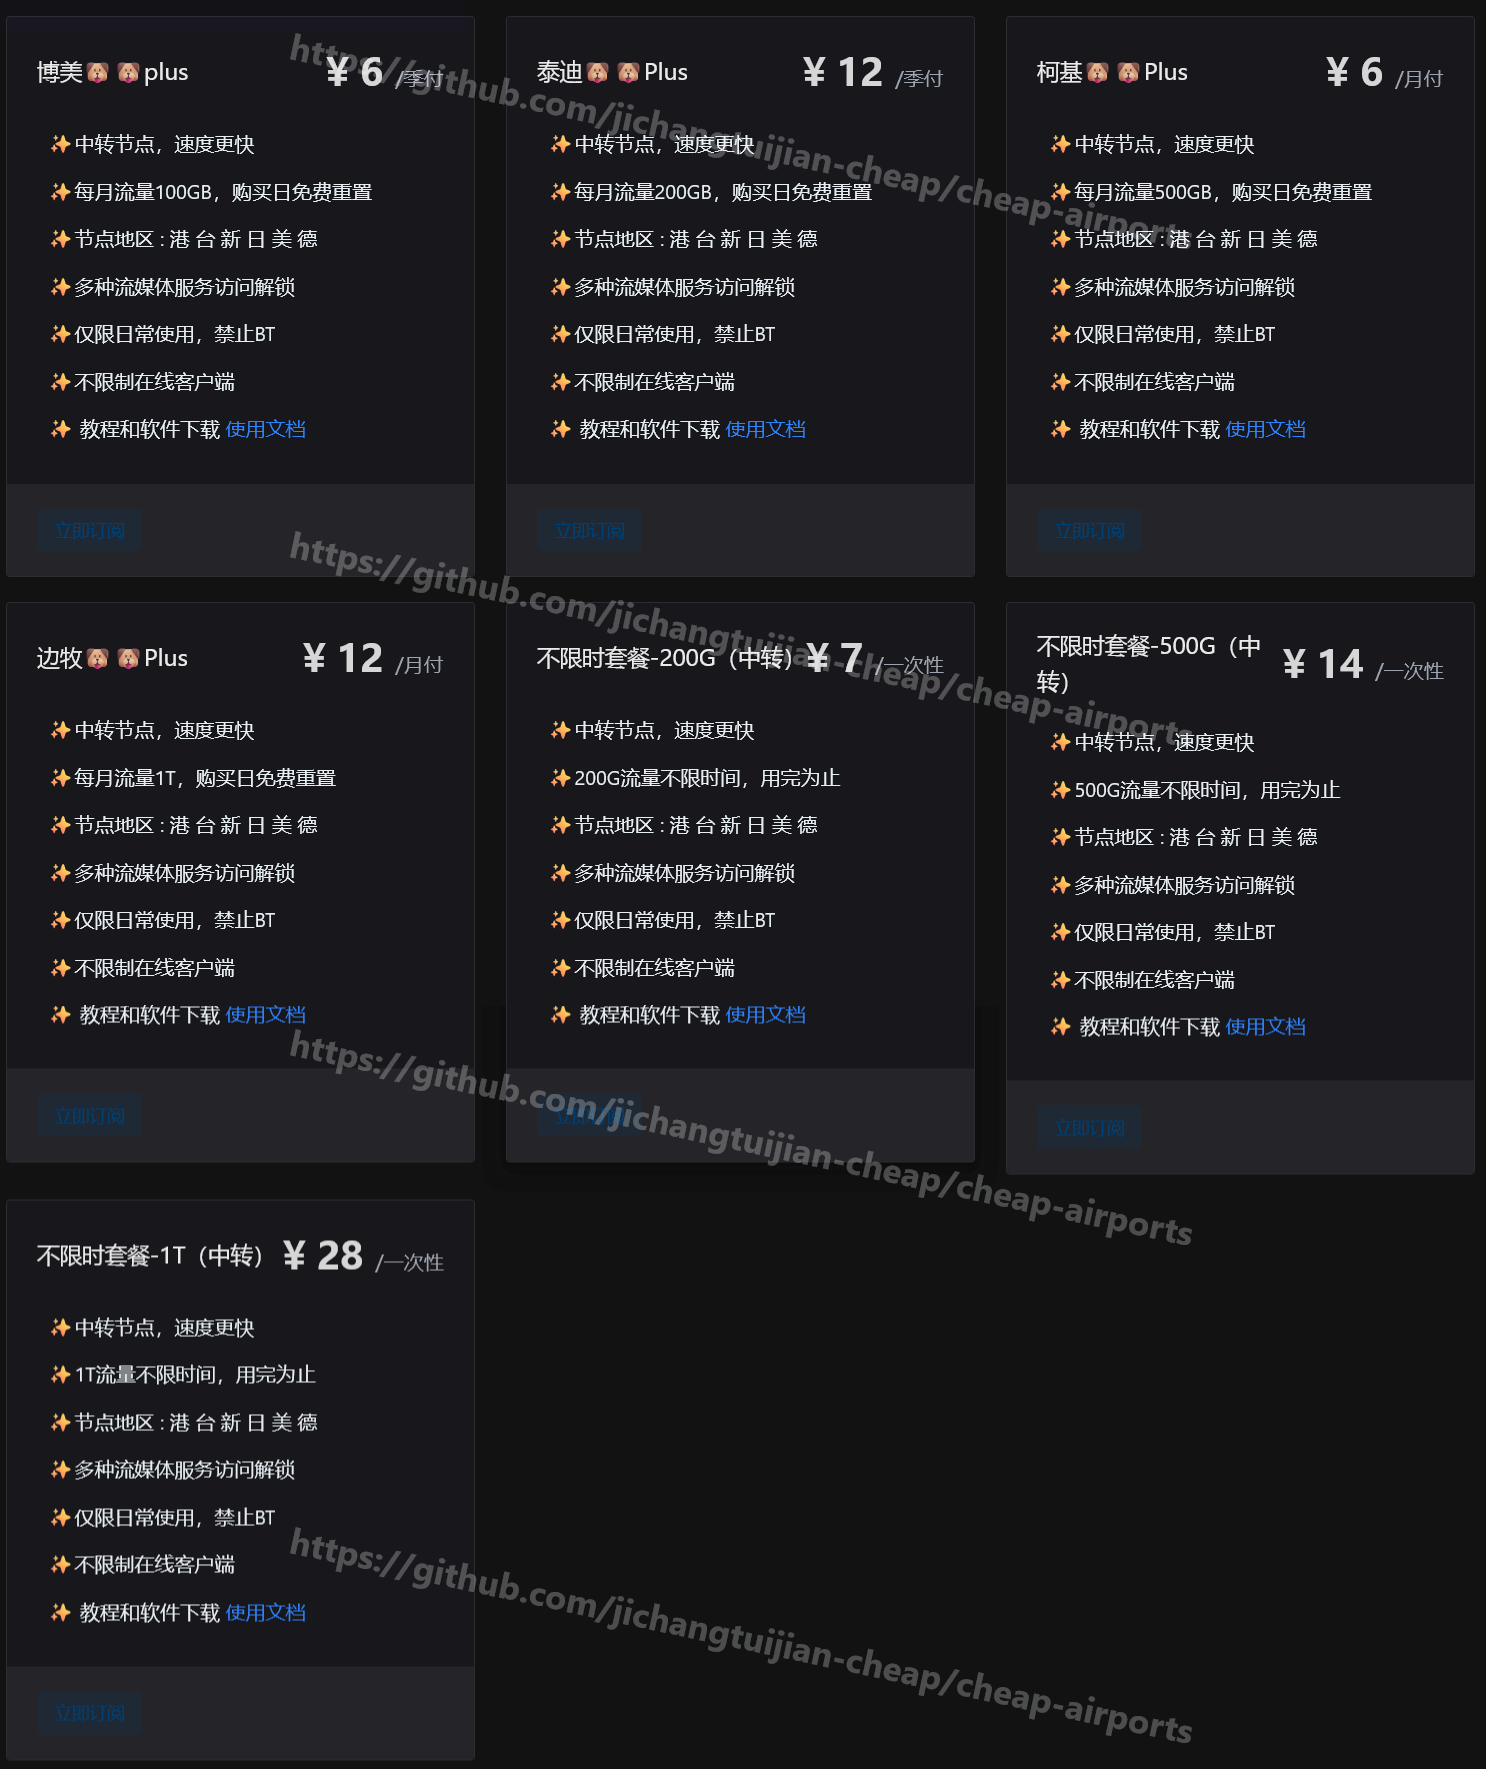 博美🐶🐶plus ¥ 6 /季付
✨中转节点，速度更快
✨每月流量100GB，购买日免费重置
✨节点地区 : 港 台 新 日 美 德
✨多种流媒体服务访问解锁
✨仅限日常使用，禁止BT
✨不限制在线客户端
✨ 教程和软件下载 使用文档
立即订阅
泰迪🐶🐶Plus ¥ 12 /季付
✨中转节点，速度更快
✨每月流量200GB，购买日免费重置
✨节点地区 : 港 台 新 日 美 德
✨多种流媒体服务访问解锁
✨仅限日常使用，禁止BT
✨不限制在线客户端
✨ 教程和软件下载 使用文档
立即订阅
柯基🐶🐶Plus ¥ 6 /月付
✨中转节点，速度更快
✨每月流量500GB，购买日免费重置
✨节点地区 : 港 台 新 日 美 德
✨多种流媒体服务访问解锁
✨仅限日常使用，禁止BT
✨不限制在线客户端
✨ 教程和软件下载 使用文档
立即订阅
https://github.com/jichangtuijian-cheap/cheap-airports
边牧🐶🐶Plus ¥ 12 /月付
✨中转节点，速度更快
✨每月流量1T，购买日免费重置
✨节点地区 : 港 台 新 日 美 德
✨多种流媒体服务访问解锁
✨仅限日常使用，禁止BT
✨不限制在线客户端
✨ 教程和软件下载 使用文档
立即订阅
不限时套餐-200G（中转） ¥ 7 /一次性
✨中转节点，速度更快
✨200G流量不限时间，用完为止
✨节点地区 : 港 台 新 日 美 德
✨多种流媒体服务访问解锁
✨仅限日常使用，禁止BT
✨不限制在线客户端
✨ 教程和软件下载 使用文档
立即订阅
不限时套餐-500G（中
转） ¥ 14 /一次性
✨中转节点，速度更快
✨500G流量不限时间，用完为止
✨节点地区 : 港 台 新 日 美 德
✨多种流媒体服务访问解锁
✨仅限日常使用，禁止BT
✨不限制在线客户端
✨ 教程和软件下载 使用文档
立即订阅
https://github.com/jichangtuijian-cheap/cheap-airports
https://github.com/jichangtuijian-cheap/cheap-airports
不限时套餐-1T（中转） ¥ 28 /一次性
✨中转节点，速度更快
✨1T流量不限时间，用完为止
✨节点地区 : 港 台 新 日 美 德
✨多种流媒体服务访问解锁
✨仅限日常使用，禁止BT
✨不限制在线客户端
✨ 教程和软件下载 使用文档
立即订阅
https://github.com/jichangtuijian-cheap/cheap-airports